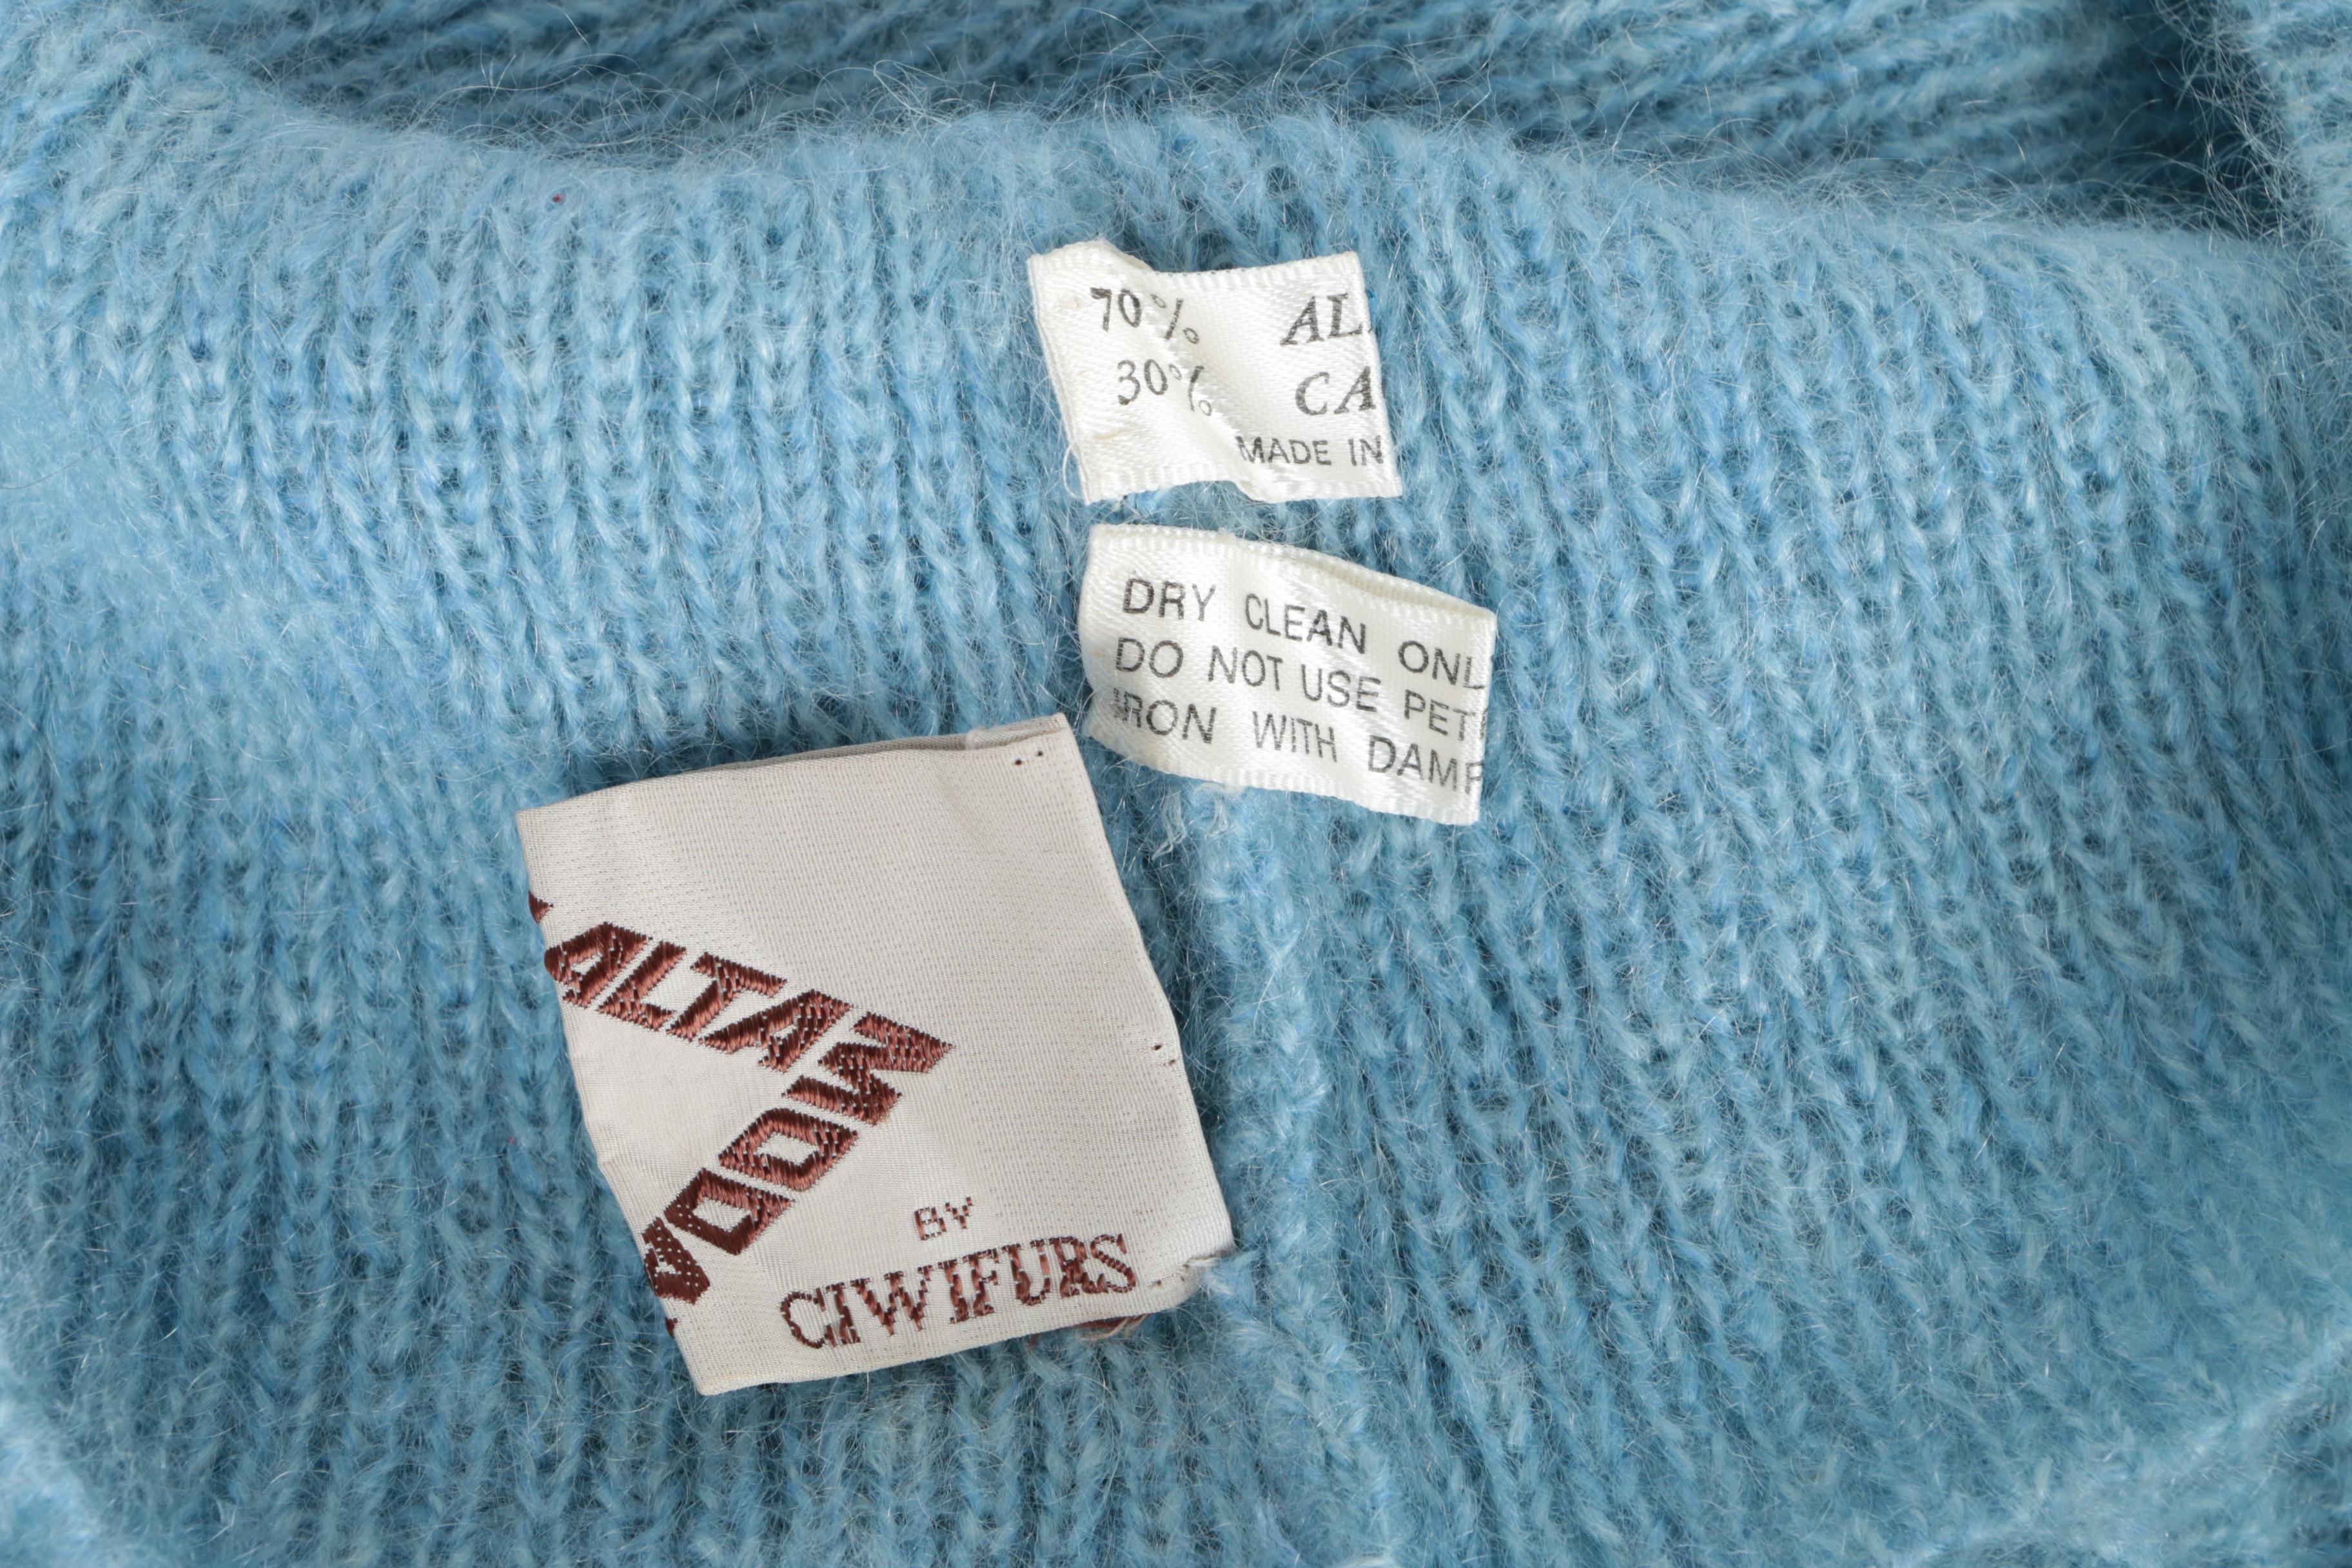 70% AL
30% CA
MADE IN
DRY CLEAN ONL
DO NOT USE PET
IRON WITH DAMP
ALTAN
MODA
BY
CIWIFURS